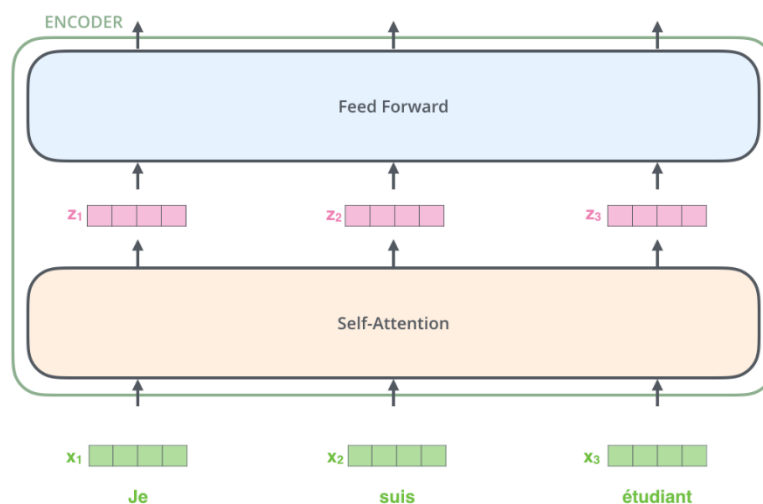 ENCODER
Feed Forward
z₁ z₂ z₃
Self-Attention
x₁ x₂ x₃
Je suis étudiant